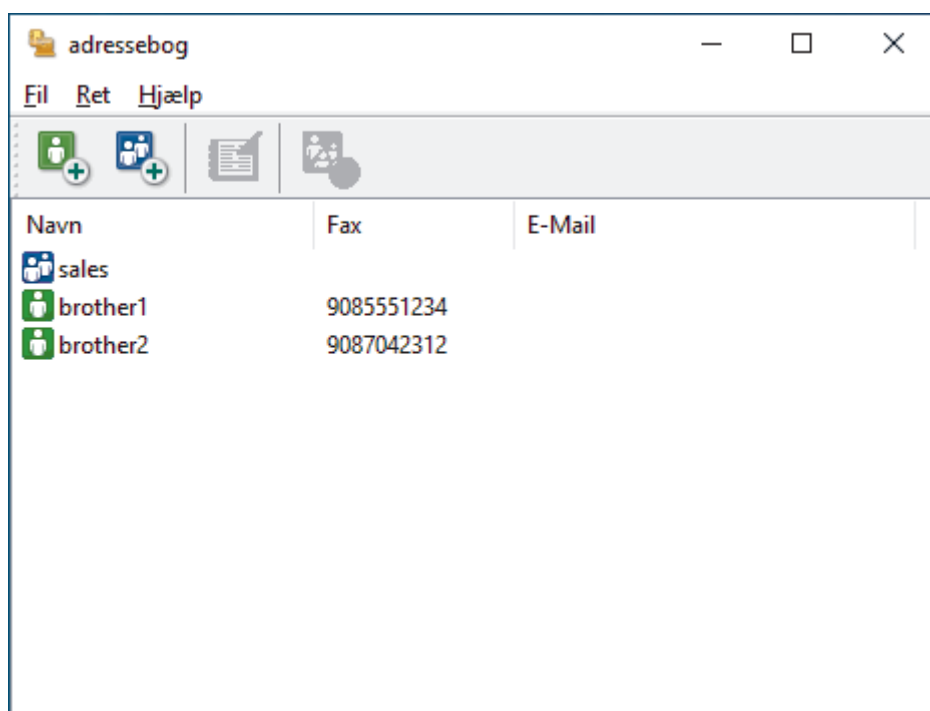 adressebog
Fil Ret Hjælp
Navn Fax E-Mail
sales
brother1 9085551234
brother2 9087042312